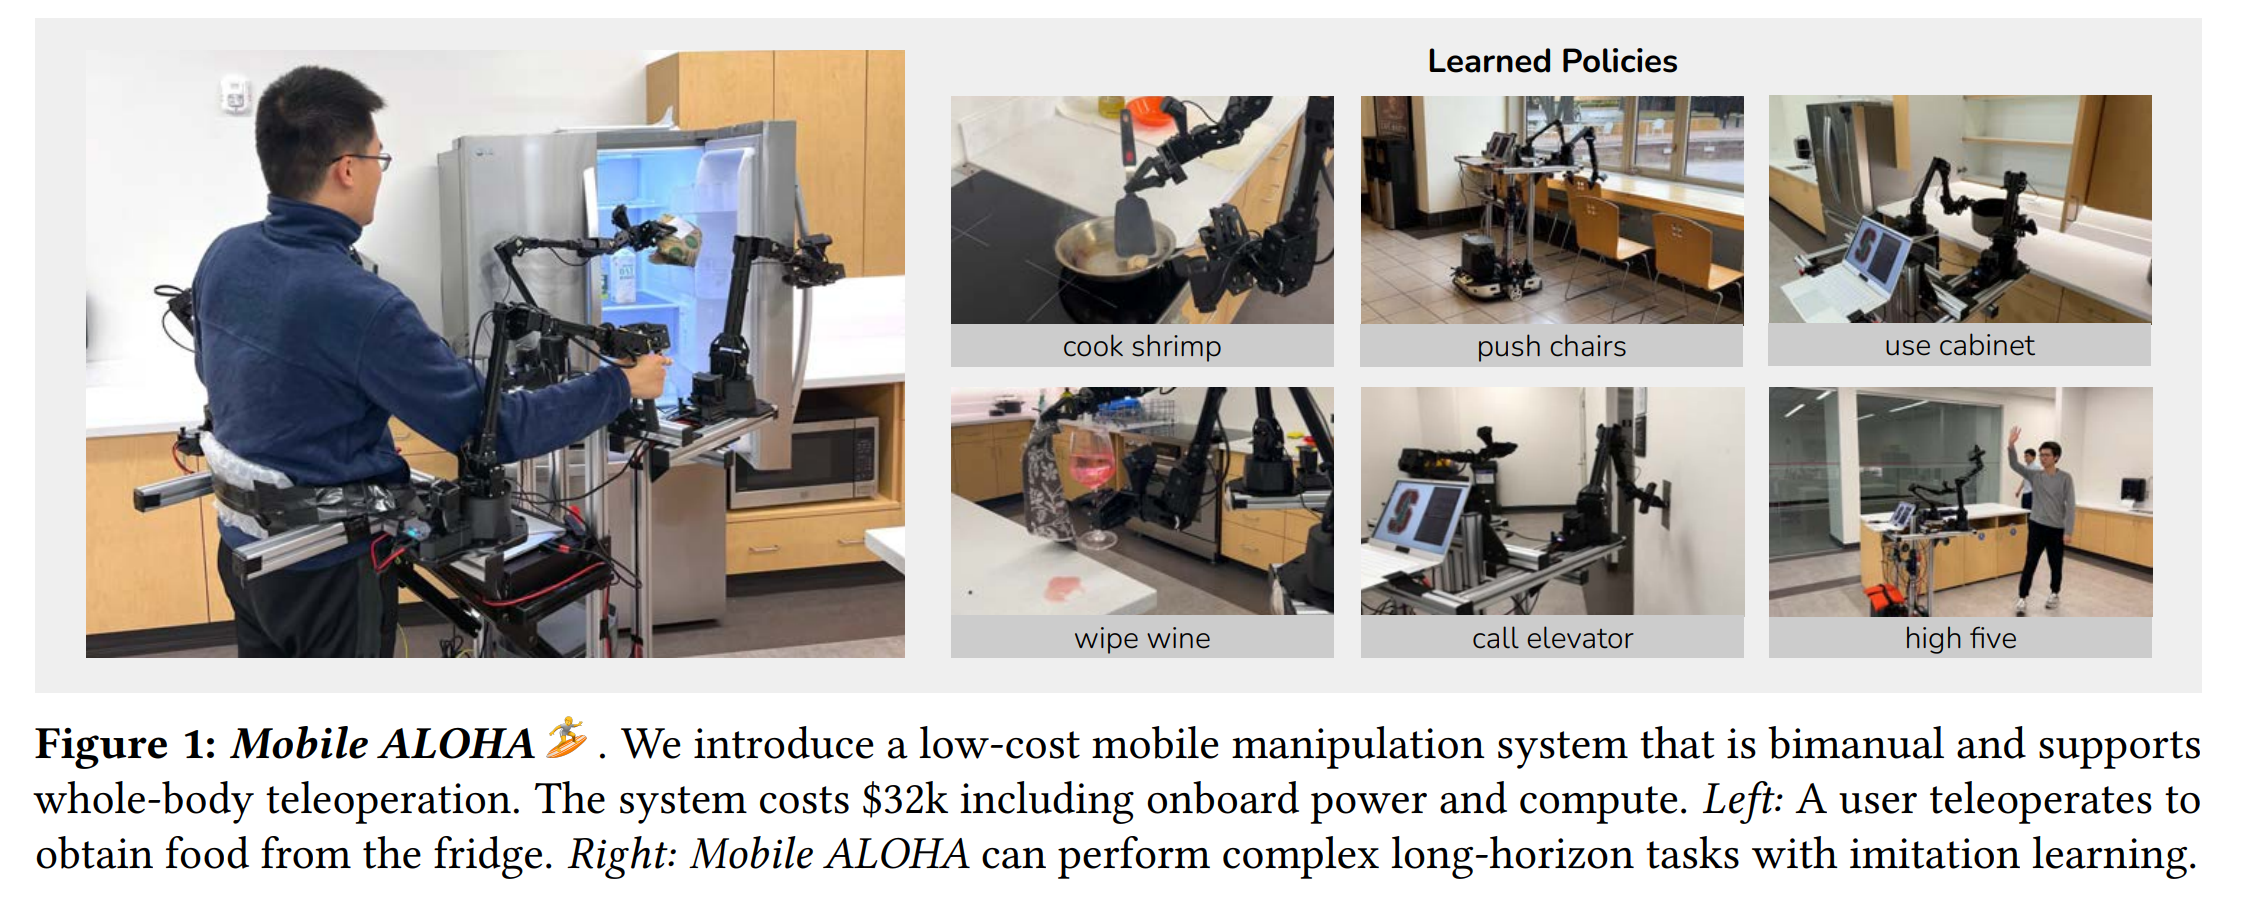 Learned Policies
cook shrimp
push chairs
use cabinet
wipe wine
call elevator
high five
Figure 1: Mobile ALOHA 🏄. We introduce a low-cost mobile manipulation system that is bimanual and supports
whole-body teleoperation. The system costs $32k including onboard power and compute. Left: A user teleoperates to
obtain food from the fridge. Right: Mobile ALOHA can perform complex long-horizon tasks with imitation learning.